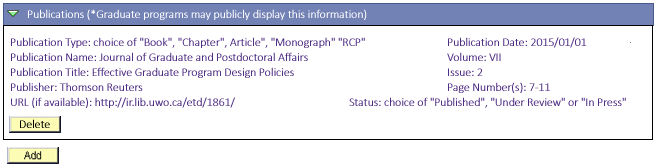 Publications (*Graduate programs may publicly display this information)
Publication Type: choice of "Book", "Chapter", Article", "Monograph" "RCP" Publication Date: 2015/01/01
Publication Name: Journal of Graduate and Postdoctoral Affairs Volume: VII
Publication Title: Effective Graduate Program Design Policies Issue: 2
Publisher: Thomson Reuters Page Number(s): 7-11
URL (if available): http://ir.lib.uwo.ca/etd/1861/ Status: choice of "Published", "Under Review" or "In Press"
Delete
Add